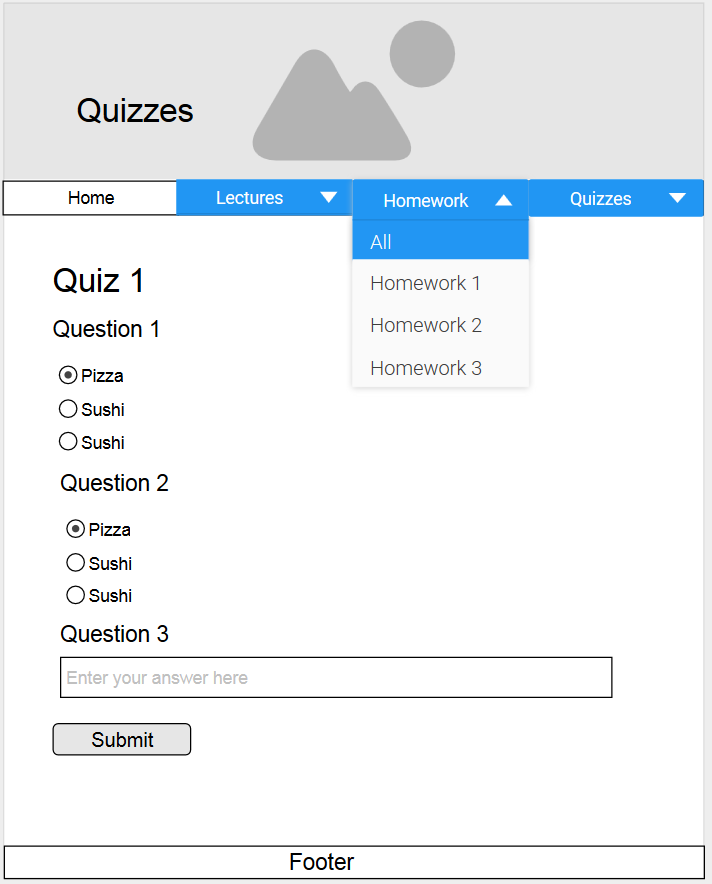 Quizzes
Home Lectures Homework Quizzes
All
Homework 1
Homework 2
Homework 3
Quiz 1
Question 1
Pizza
Sushi
Sushi
Question 2
Pizza
Sushi
Sushi
Question 3
Enter your answer here
Submit
Footer